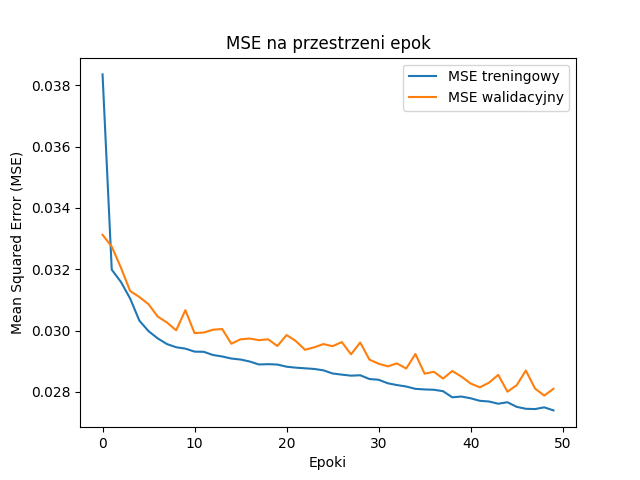 MSE na przestrzeni epok
MSE treningowy
MSE walidacyjny
Mean Squared Error (MSE)
0.038
0.036
0.034
0.032
0.030
0.028
0
10
20
30
40
50
Epoki